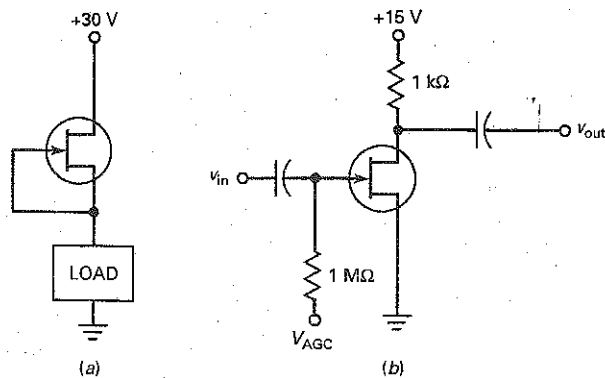 +30 V
LOAD
(a)
+15 V
1 kΩ
v_out
v_in
1 MΩ
V_AGC
(b)